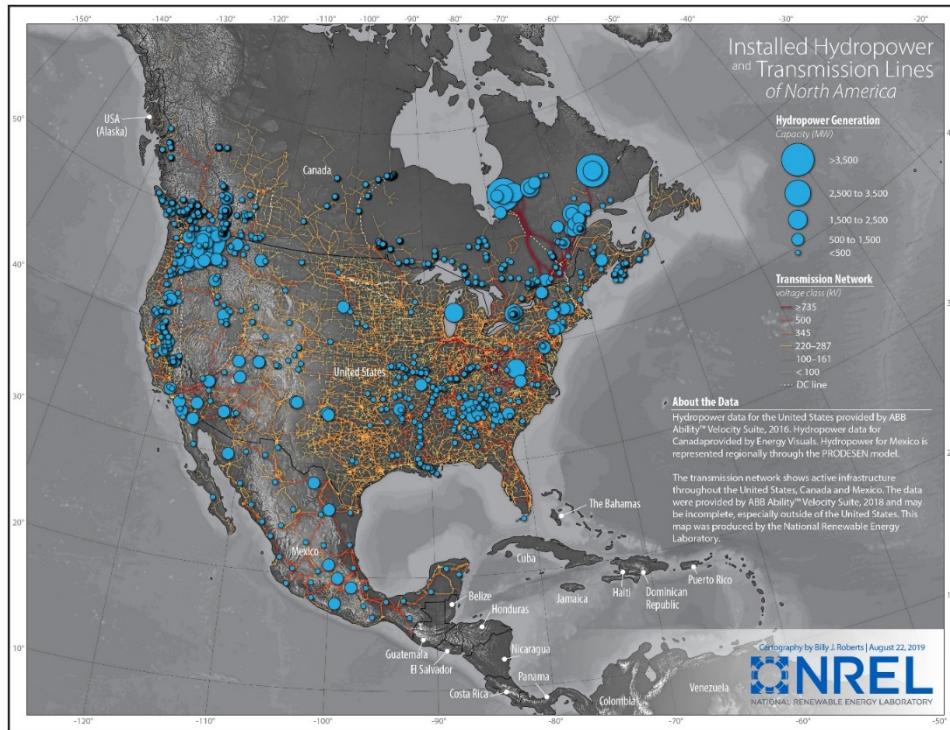 -150°
-140°
-130°
-120°
-110°
-100°
-90°
-80°
-70°
-60°
-50°
-40°
-30°
-20°
Installed Hydropower
and Transmission Lines
of North America
50°
USA
(Alaska)
Canada
Hydropower Generation
Capacity (MW)
>3,500
2,500 to 3,500
1,500 to 2,500
500 to 1,500
<500
40°
Transmission Network
voltage class (kV)
≥735
500
345
220–287
100–161
< 100
DC line
30°
United States
About the Data
Hydropower data for the United States provided by ABB
Ability™ Velocity Suite, 2016. Hydropower data for
Canadaprovided by Energy Visuals. Hydropower for Mexico is
represented regionally through the PRODESEN model.
The transmission network shows active infrastructure
throughout the United States, Canada and Mexico. The data
were provided by ABB Ability™ Velocity Suite, 2018 and may
be incomplete, especially outside of the United States. This
map was produced by the National Renewable Energy
Laboratory.
20°
The Bahamas
Mexico
Cuba
Puerto Rico
Belize
Jamaica
Haiti
Dominican
Republic
Honduras
10°
Guatemala
El Salvador
Nicaragua
Panama
Costa Rica
Colombia
Venezuela
Cartography by Billy J. Roberts | August 22, 2019
NREL
NATIONAL RENEWABLE ENERGY LABORATORY
-120°
-110°
-100°
-90°
-80°
-70°
-60°